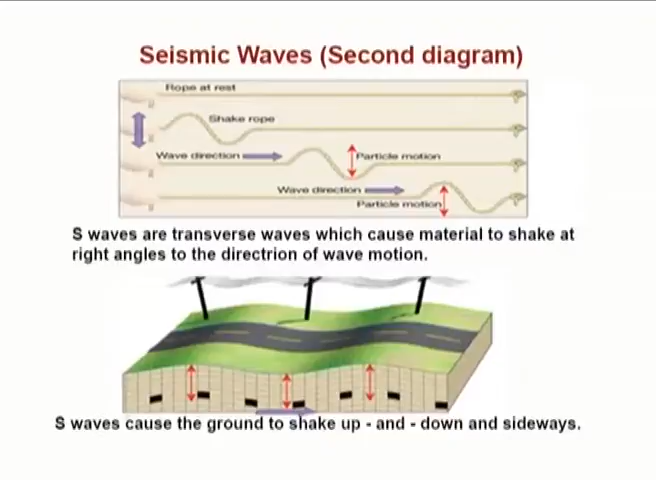 Seismic Waves (Second diagram)
Rope at rest
Shake rope
Wave direction
Particle motion
Wave direction
Particle motion
S waves are transverse waves which cause material to shake at
right angles to the directrion of wave motion.
S waves cause the ground to shake up - and - down and sideways.